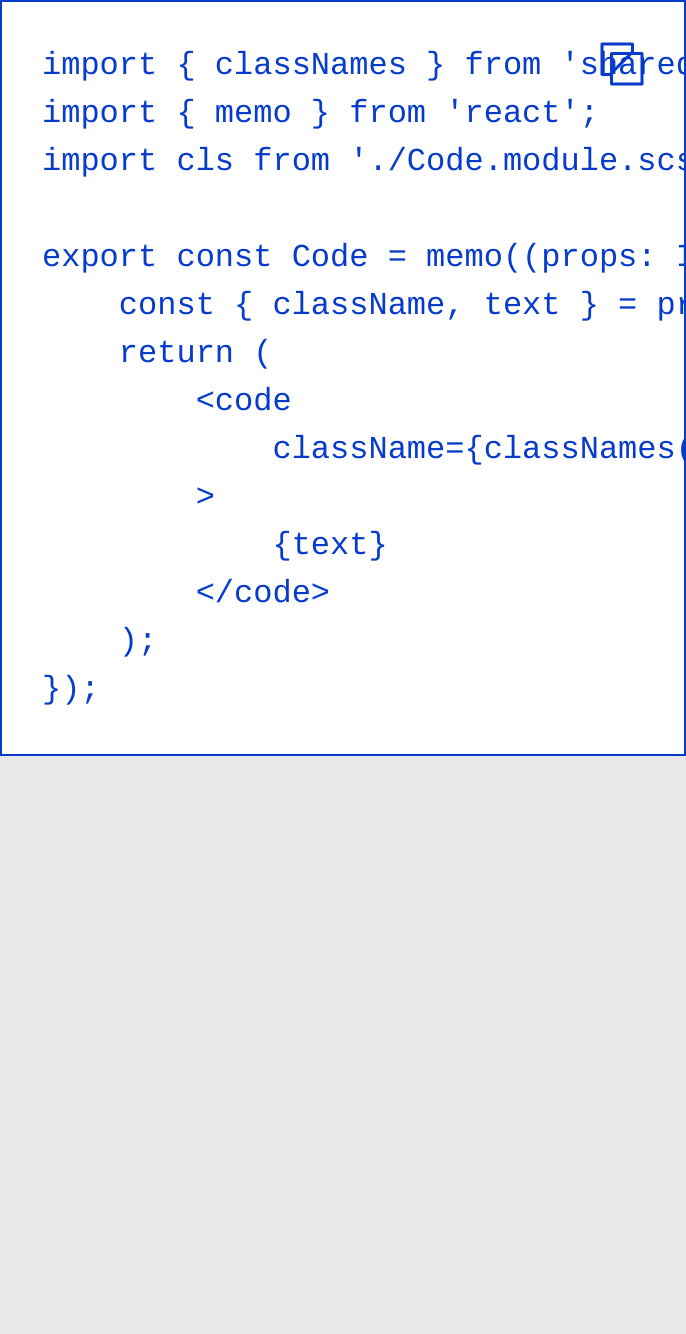 import { classNames } from 'shared
import { memo } from 'react';
import cls from './Code.module.scs
export const Code = memo((props: I
const { className, text } = pr
return (
<code
className={classNames(
>
{text}
</code>
);
});